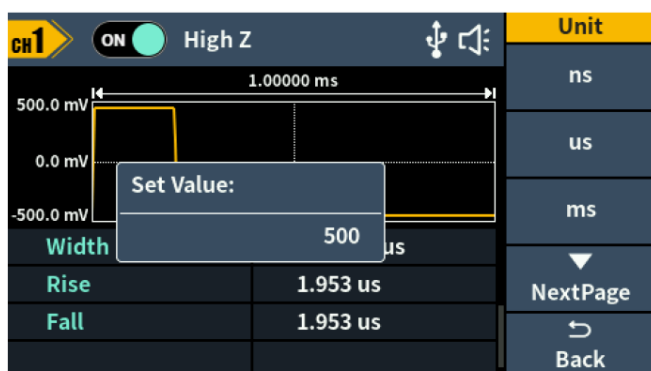 CH1 ON High Z
1.00000 ms
500.0 mV
0.0 mV
-500.0 mV
Set Value:
500
Width us
Rise 1.953 us
Fall 1.953 us
Unit
ns
us
ms
NextPage
Back